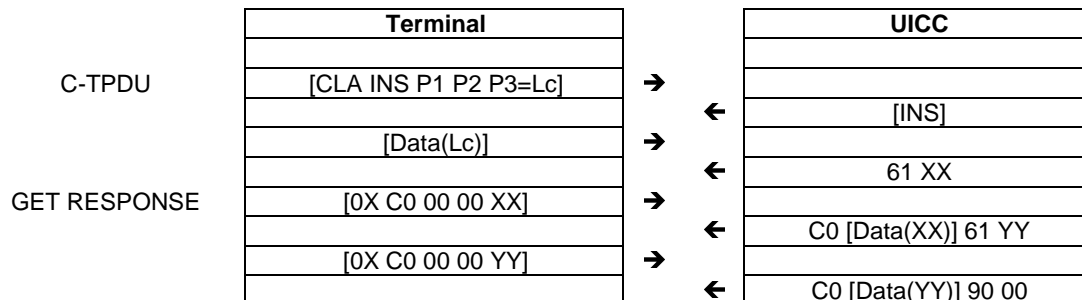 Terminal UICC
C-TPDU [CLA INS P1 P2 P3=Lc] ➔
🡰 [INS]
[Data(Lc)] ➔
🡰 61 XX
GET RESPONSE [0X C0 00 00 XX] ➔
🡰 C0 [Data(XX)] 61 YY
[0X C0 00 00 YY] ➔
🡰 C0 [Data(YY)] 90 00